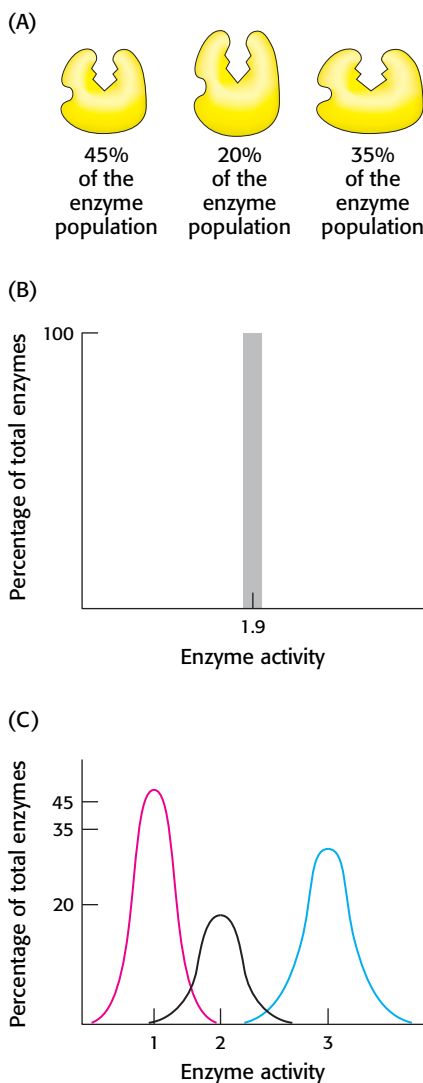 (A)
45%
of the
enzyme
population
20%
of the
enzyme
population
35%
of the
enzyme
population
(B)
Percentage of total enzymes
100
1.9
Enzyme activity
(C)
Percentage of total enzymes
45
35
20
1 2 3
Enzyme activity